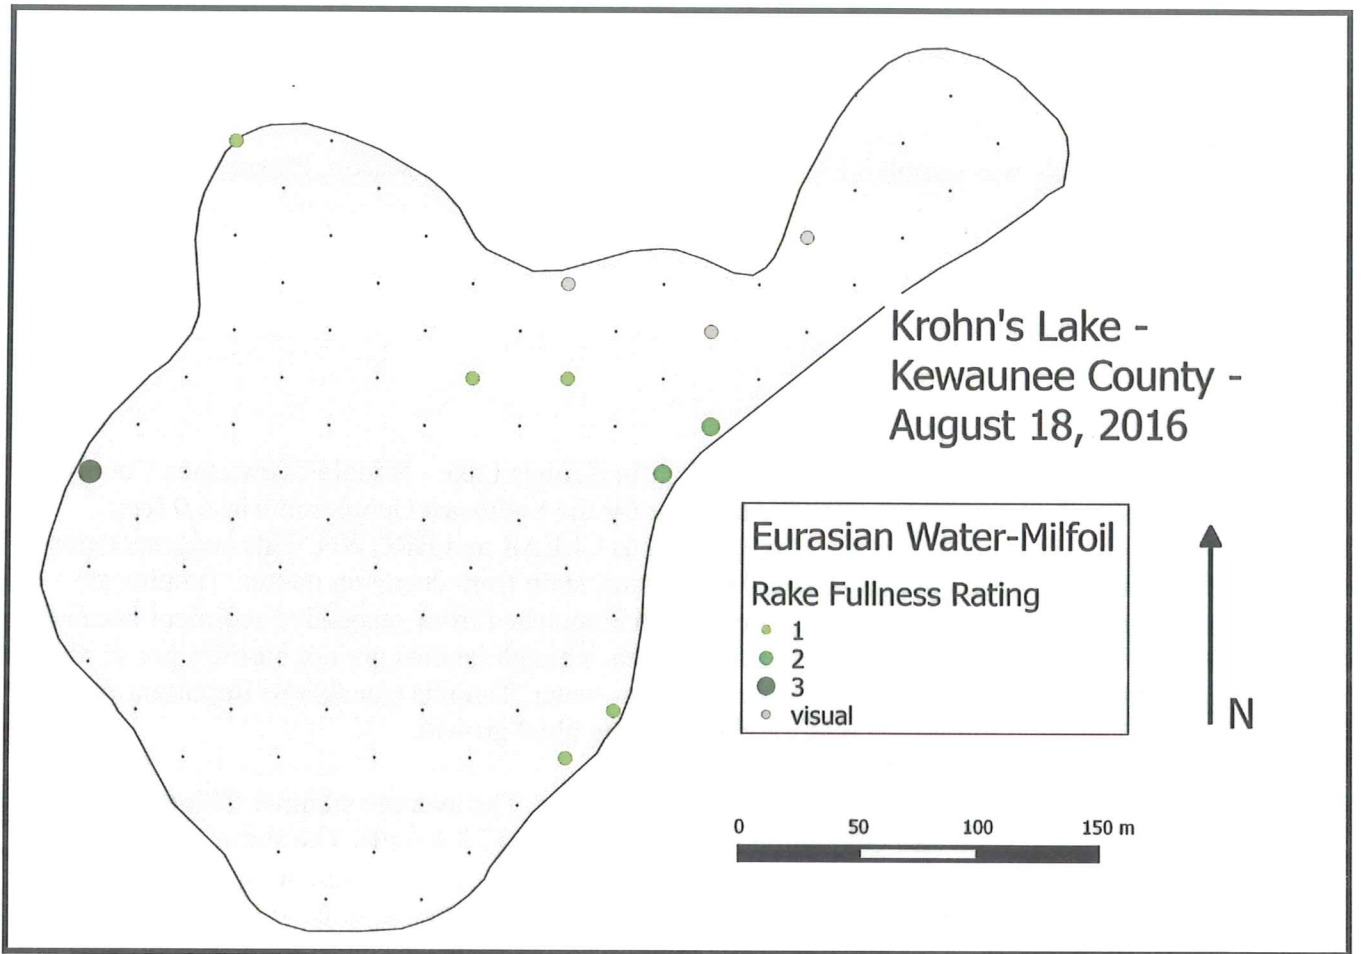 Krohn's Lake -
Kewaunee County -
August 18, 2016
Eurasian Water-Milfoil
Rake Fullness Rating
1
2
3
visual
N
0 50 100 150 m